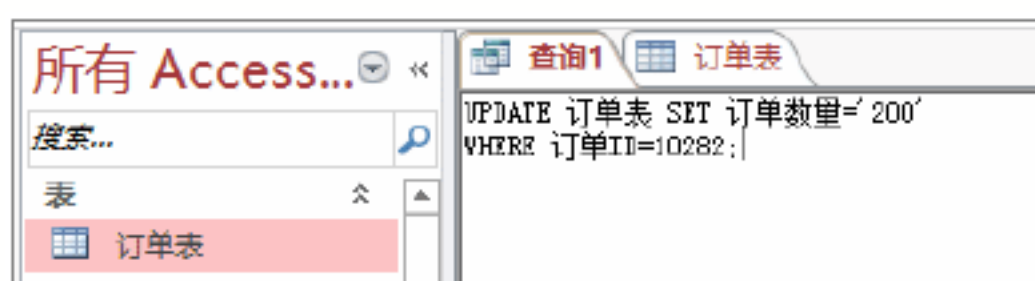 所有 Access... «
查询1 订单表
搜索...
UPDATE 订单表 SET 订单数量='200'
WHERE 订单ID=10282;
表
订单表